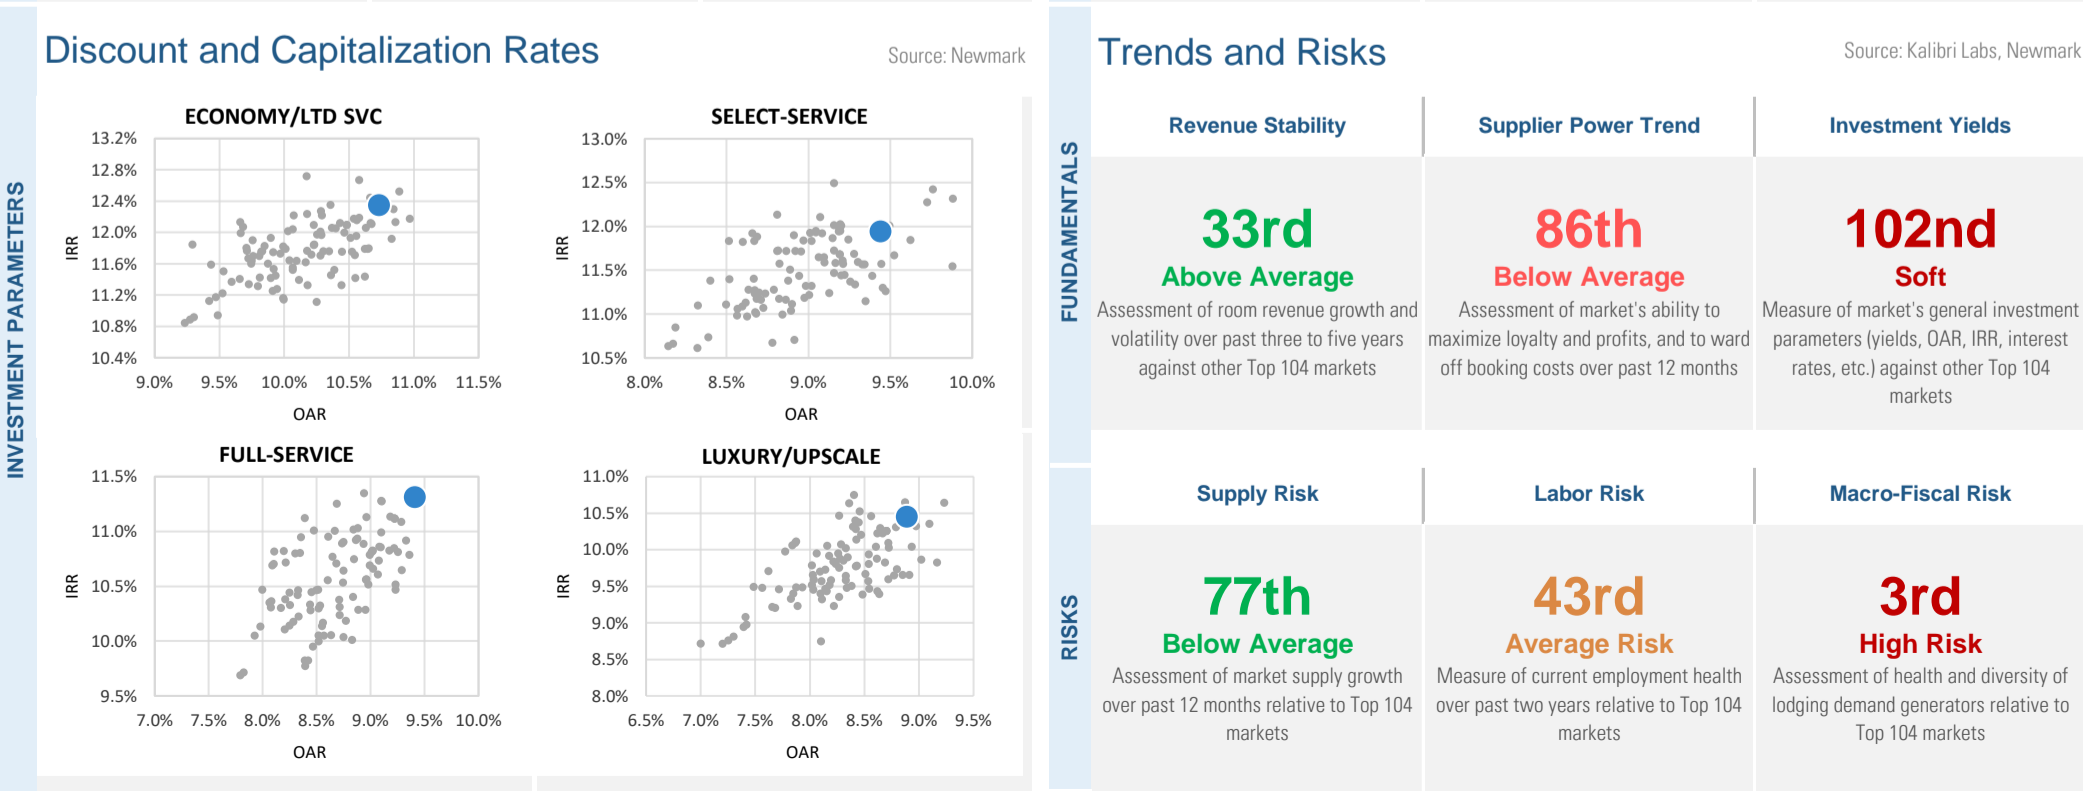 INVESTMENT PARAMETERS
Discount and Capitalization Rates
Source: Newmark
ECONOMY/LTD SVC
13.2%
12.8%
12.4%
12.0%
11.6%
11.2%
10.8%
10.4%
IRR
9.0% 9.5% 10.0% 10.5% 11.0% 11.5%
OAR
SELECT-SERVICE
13.0%
12.5%
12.0%
11.5%
11.0%
10.5%
IRR
8.0% 8.5% 9.0% 9.5% 10.0%
OAR
FULL-SERVICE
11.5%
11.0%
10.5%
10.0%
9.5%
IRR
7.0% 7.5% 8.0% 8.5% 9.0% 9.5% 10.0%
OAR
LUXURY/UPSCALE
11.0%
10.5%
10.0%
9.5%
9.0%
8.5%
8.0%
IRR
6.5% 7.0% 7.5% 8.0% 8.5% 9.0% 9.5%
OAR
Trends and Risks
Source: Kalibri Labs, Newmark
FUNDAMENTALS
Revenue Stability
33rd
Above Average
Assessment of room revenue growth and
volatility over past three to five years
against other Top 104 markets
Supplier Power Trend
86th
Below Average
Assessment of market's ability to
maximize loyalty and profits, and to ward
off booking costs over past 12 months
Investment Yields
102nd
Soft
Measure of market's general investment
parameters (yields, OAR, IRR, interest
rates, etc.) against other Top 104
markets
RISKS
Supply Risk
77th
Below Average
Assessment of market supply growth
over past 12 months relative to Top 104
markets
Labor Risk
43rd
Average Risk
Measure of current employment health
over past two years relative to Top 104
markets
Macro-Fiscal Risk
3rd
High Risk
Assessment of health and diversity of
lodging demand generators relative to
Top 104 markets